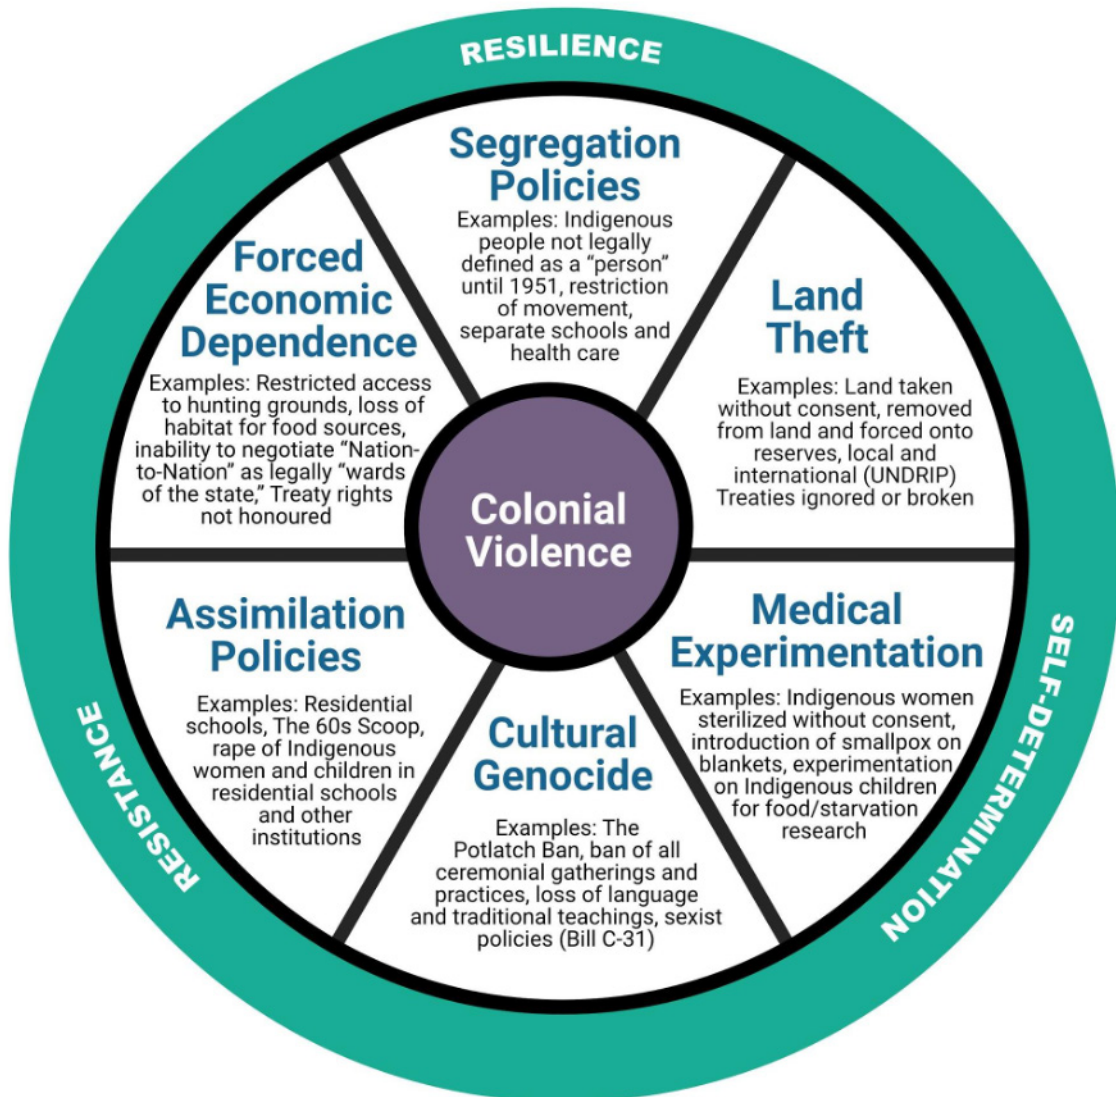 RESILIENCE
Segregation
Policies
Examples: Indigenous
people not legally
defined as a “person”
until 1951, restriction
of movement,
separate schools and
health care
Land
Theft
Examples: Land taken
without consent, removed
from land and forced onto
reserves, local and
international (UNDRIP)
Treaties ignored or broken
Medical
Experimentation
Examples: Indigenous women
sterilized without consent,
introduction of smallpox on
blankets, experimentation
on Indigenous children
for food/starvation
research
Cultural
Genocide
Examples: The
Potlatch Ban, ban of all
ceremonial gatherings and
practices, loss of language
and traditional teachings, sexist
policies (Bill C-31)
Assimilation
Policies
Examples: Residential
schools, The 60s Scoop,
rape of Indigenous
women and children in
residential schools
and other
institutions
Forced
Economic
Dependence
Examples: Restricted access
to hunting grounds, loss of
habitat for food sources,
inability to negotiate “Nation-
to-Nation” as legally “wards
of the state,” Treaty rights
not honoured
Colonial
Violence
SELF-DETERMINATION
RESISTANCE